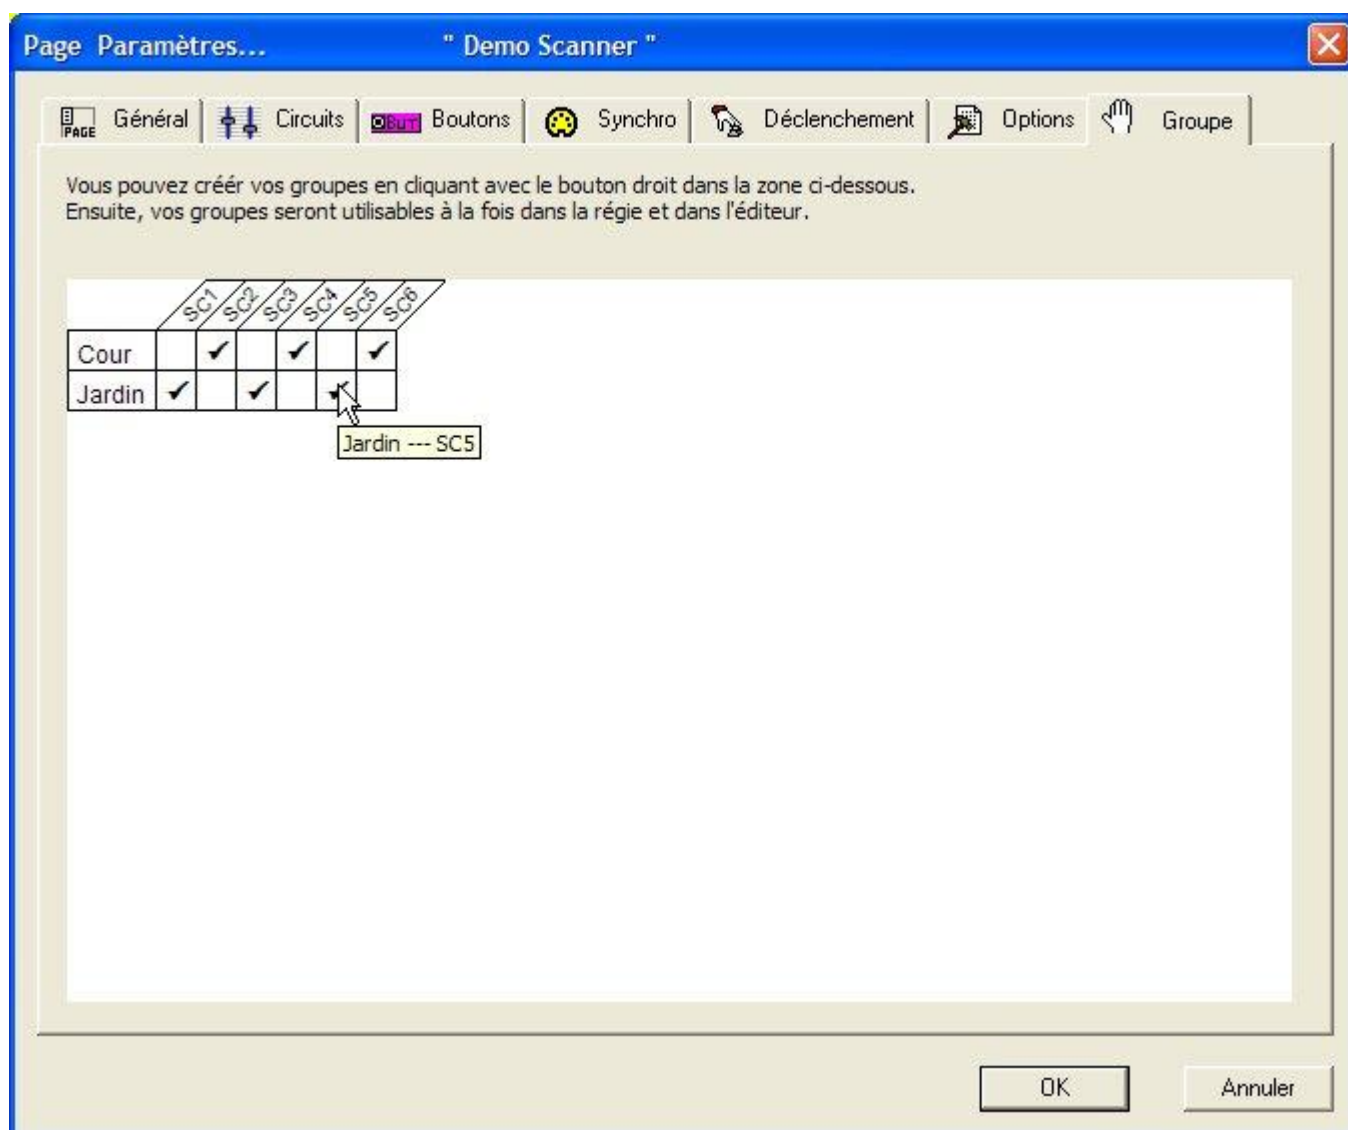 Page Paramètres... " Demo Scanner "
PAGE Général Circuits BUT Boutons Synchro Déclenchement Options Groupe
Vous pouvez créér vos groupes en cliquant avec le bouton droit dans la zone ci-dessous.
Ensuite, vos groupes seront utilisables à la fois dans la régie et dans l'éditeur.
SC1 SC2 SC3 SC4 SC5 SC6
Cour
Jardin
Jardin --- SC5
OK Annuler